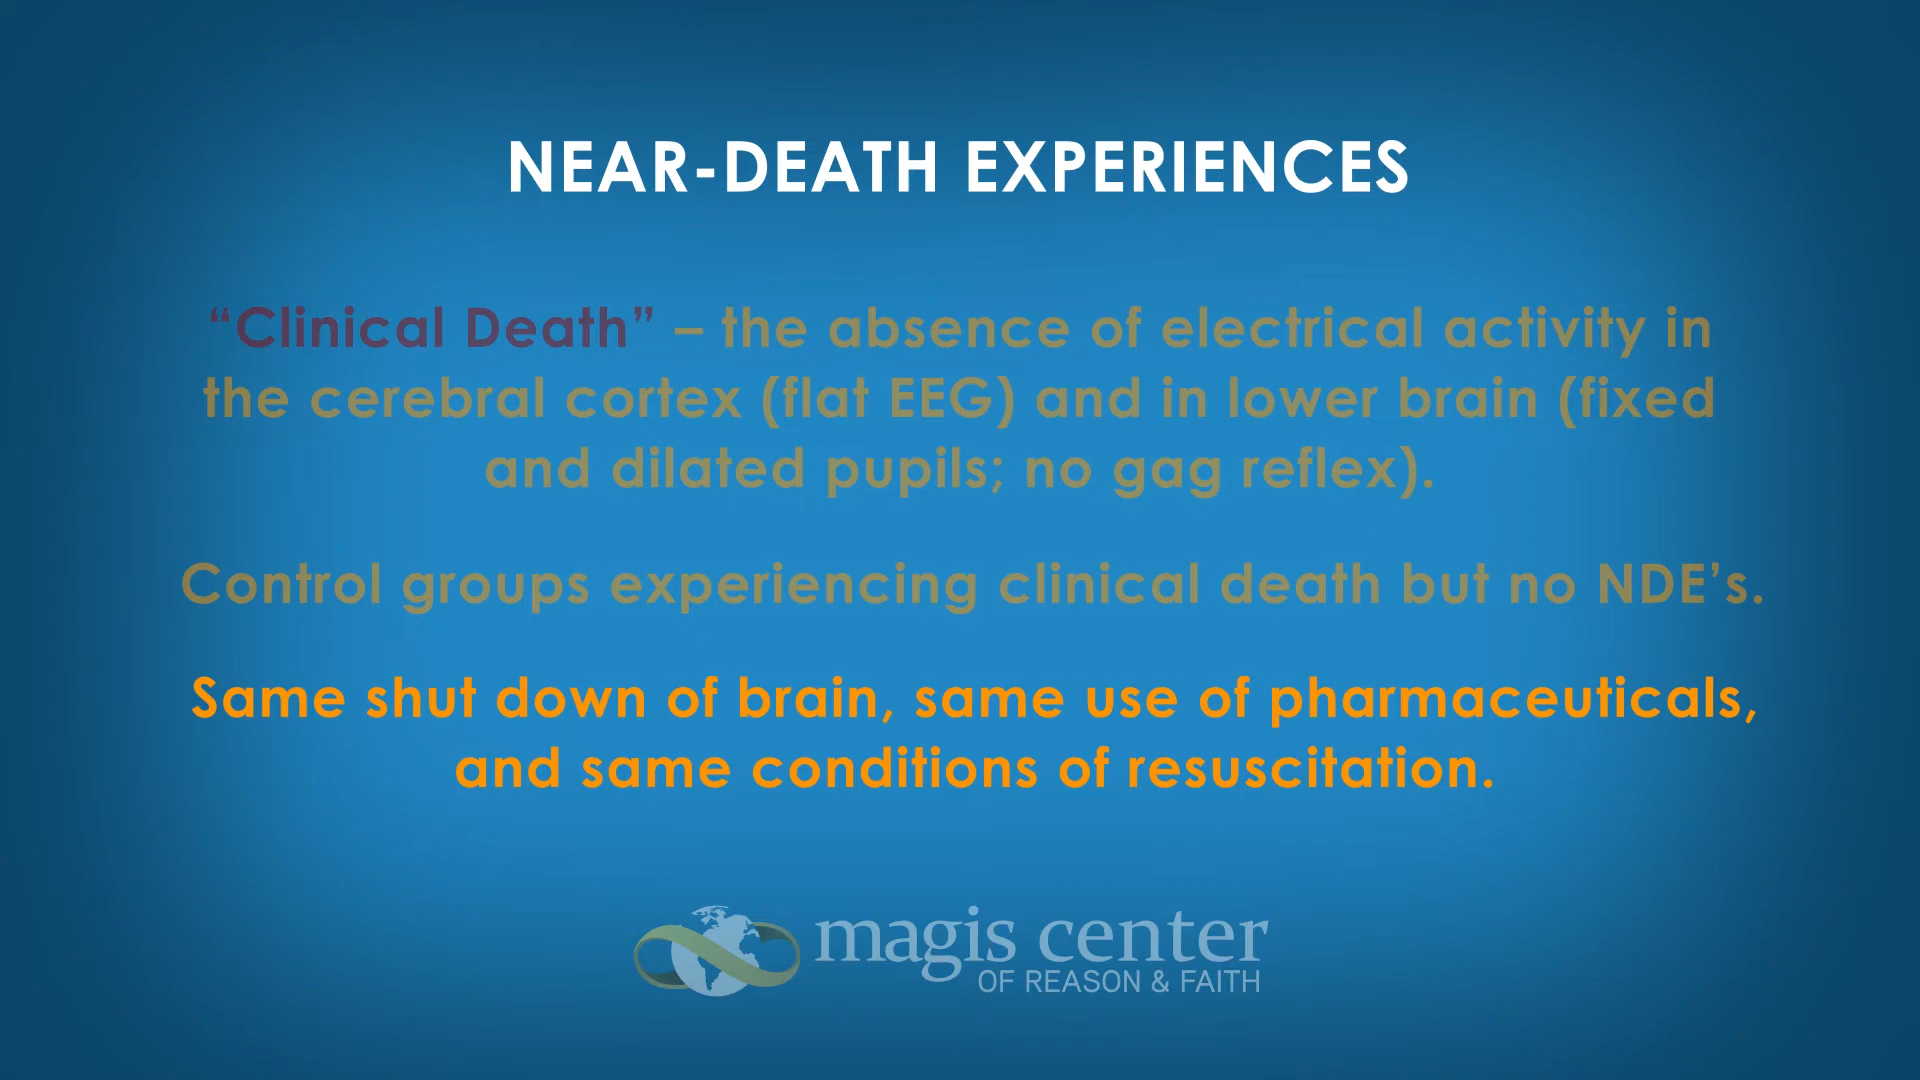 NEAR-DEATH EXPERIENCES
“Clinical Death” – the absence of electrical activity in
the cerebral cortex (flat EEG) and in lower brain (fixed
and dilated pupils; no gag reflex).
Control groups experiencing clinical death but no NDE’s.
Same shut down of brain, same use of pharmaceuticals,
and same conditions of resuscitation.
magis center
OF REASON & FAITH